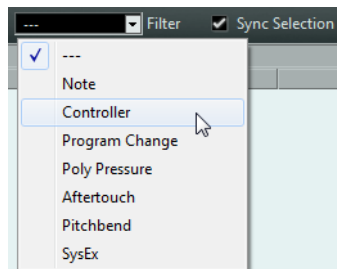 --- Filter Sync Selection
---
Note
Controller
Program Change
Poly Pressure
Aftertouch
Pitchbend
SysEx